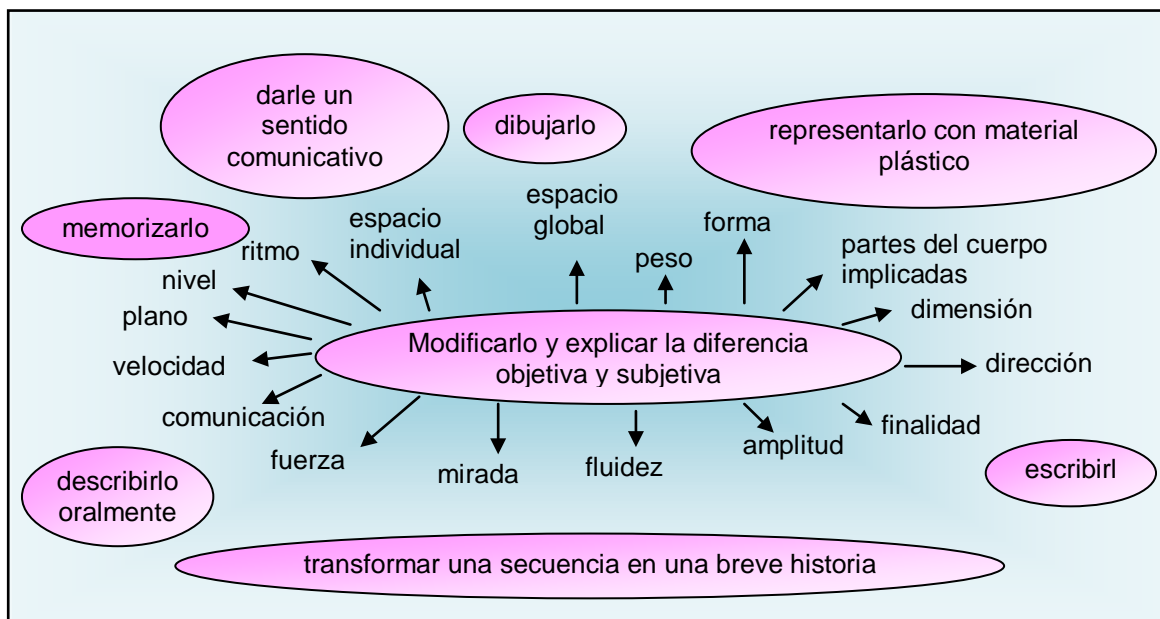 darle un
sentido
comunicativo
dibujarlo
representarlo con material
plástico
memorizarlo
ritmo
espacio
individual
espacio
global
peso
forma
partes del cuerpo
implicadas
nivel
plano
dimensión
velocidad
Modificarlo y explicar la diferencia
objetiva y subjetiva
dirección
comunicación
fuerza
mirada
fluidez
amplitud
finalidad
describirlo
oralmente
escribirl
transformar una secuencia en una breve historia